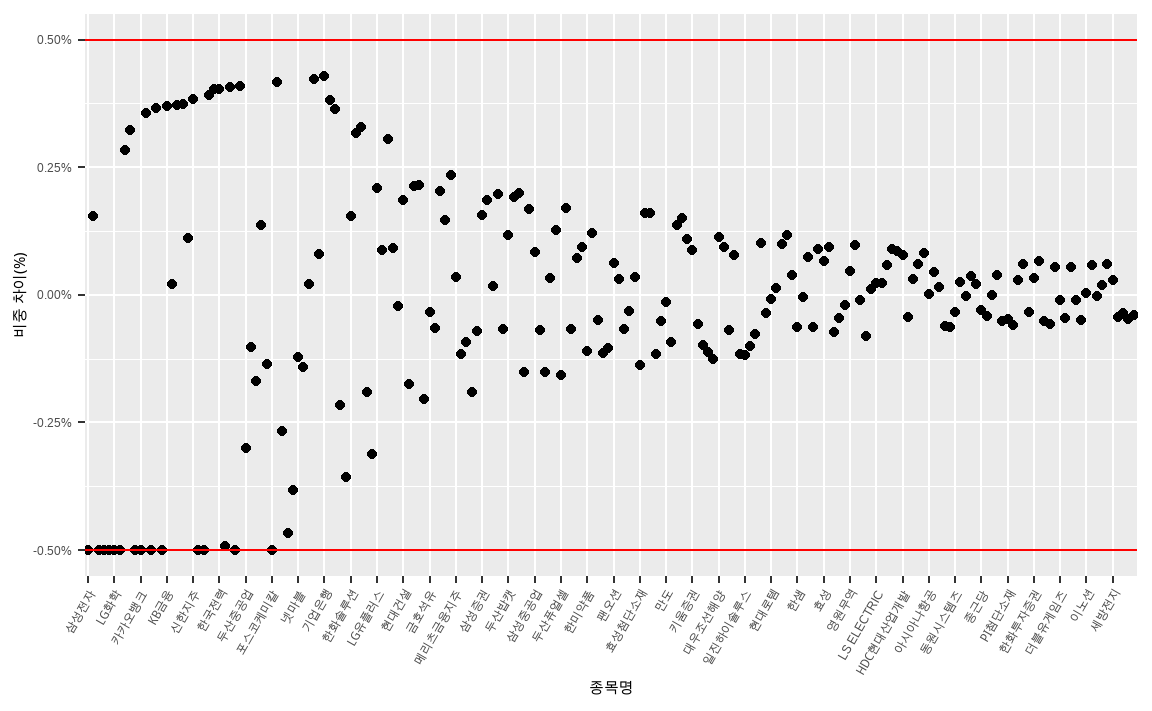 0.50%
0.25%
0.00%
-0.25%
-0.50%
비중 차이(%)
삼성전자
LG화학
카카오뱅크
KB금융
신한지주
한국전력
두산중공업
포스코케미칼
넷마블
기업은행
한화솔루션
LG유플러스
현대건설
금호석유
메리츠금융지주
삼성증권
두산밥캣
삼성중공업
두산퓨얼셀
한미약품
팬오션
효성첨단소재
만도
키움증권
대우조선해양
일진하이솔루스
현대로템
한샘
효성
영원무역
LS ELECTRIC
HDC현대산업개발
아시아나항공
동원시스템즈
종근당
PI첨단소재
한화투자증권
더블유게임즈
이노션
세방전지
종목명